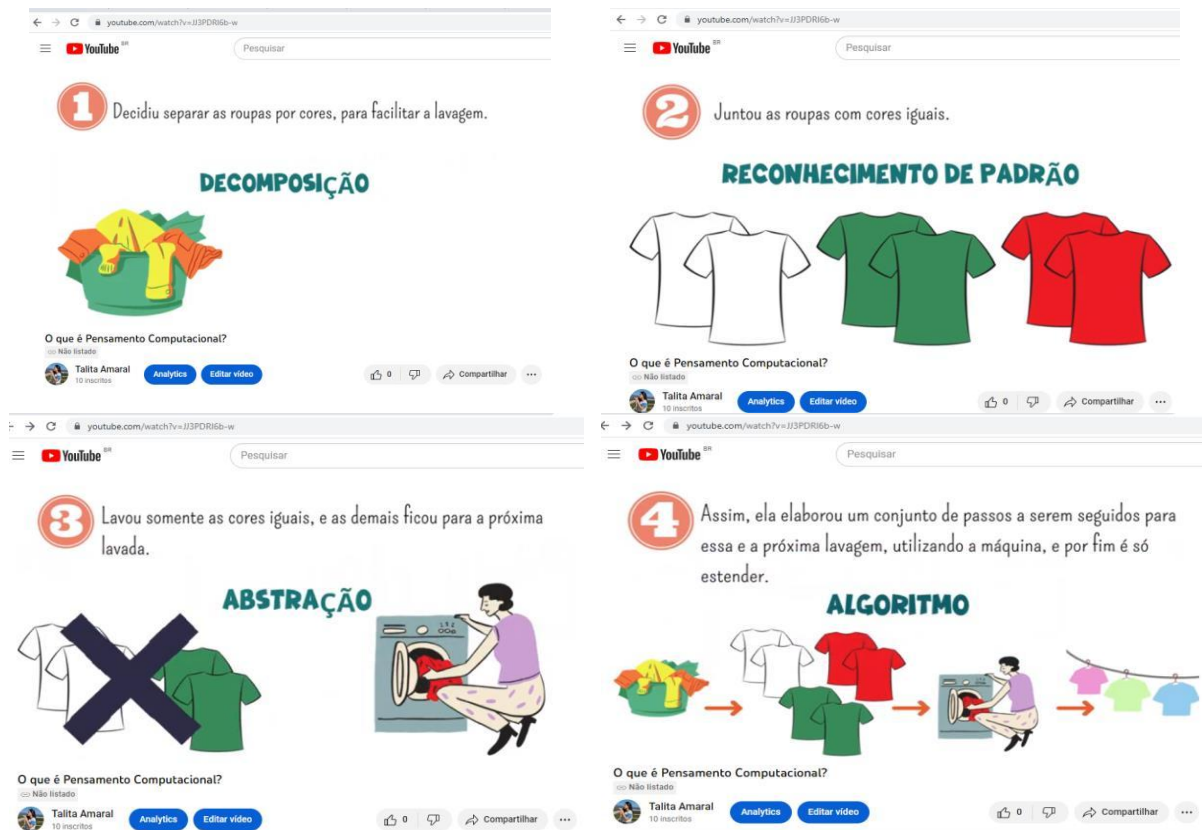 youtube.com/watch?v=JJ3PDRI6b-w
YouTube BR
Pesquisar
1
Decidiu separar as roupas por cores, para facilitar a lavagem.
DECOMPOSIÇÃO
O que é Pensamento Computacional?
Não listado
Talita Amaral
10 inscritos
Analytics
Editar vídeo
0
Compartilhar
youtube.com/watch?v=JJ3PDRI6b-w
YouTube BR
Pesquisar
2
Juntou as roupas com cores iguais.
RECONHECIMENTO DE PADRÃO
O que é Pensamento Computacional?
Não listado
Talita Amaral
10 inscritos
Analytics
Editar vídeo
0
Compartilhar
youtube.com/watch?v=JJ3PDRI6b-w
YouTube BR
Pesquisar
3
Lavou somente as cores iguais, e as demais ficou para a próxima
lavada.
ABSTRAÇÃO
O que é Pensamento Computacional?
Não listado
Talita Amaral
10 inscritos
Analytics
Editar vídeo
0
Compartilhar
youtube.com/watch?v=JJ3PDRI6b-w
YouTube BR
Pesquisar
4
Assim, ela elaborou um conjunto de passos a serem seguidos para
essa e a próxima lavagem, utilizando a máquina, e por fim é só
estender.
ALGORITMO
O que é Pensamento Computacional?
Não listado
Talita Amaral
10 inscritos
Analytics
Editar vídeo
0
Compartilhar